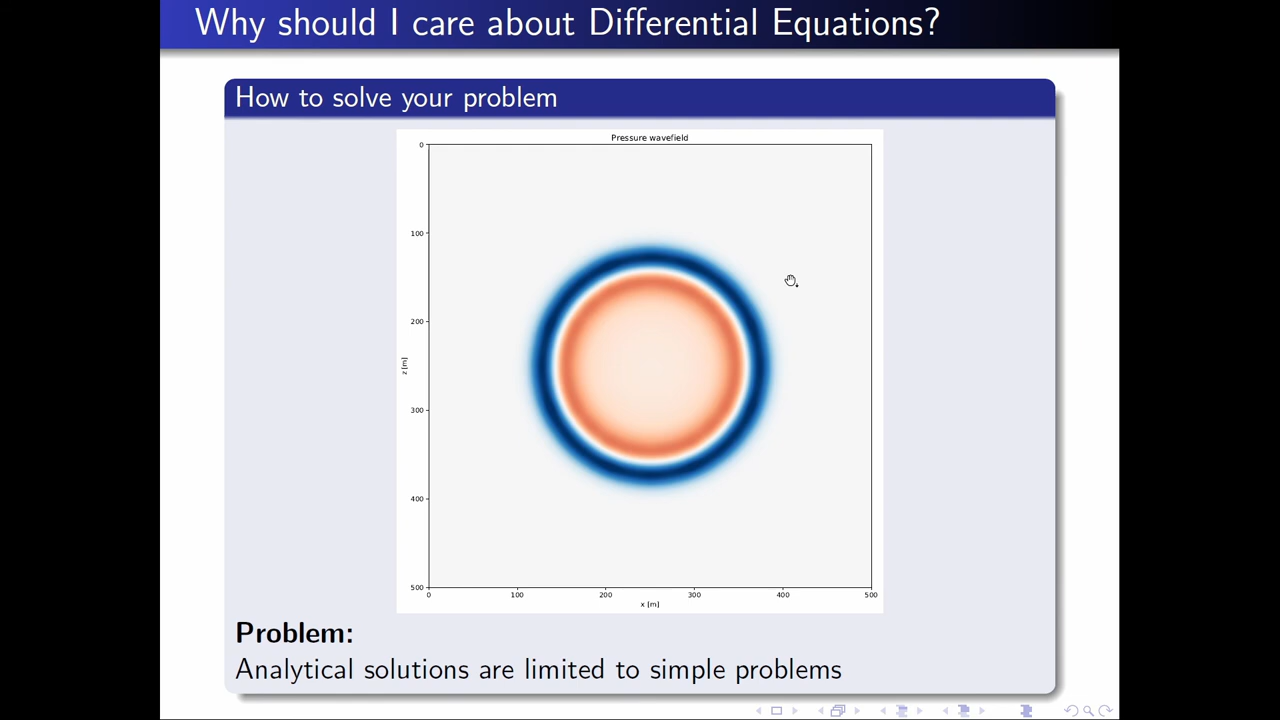 Why should I care about Differential Equations?
How to solve your problem
Pressure wavefield
0
100
200
300
400
500
z [m]
0 100 200 300 400 500
x [m]
Problem:
Analytical solutions are limited to simple problems